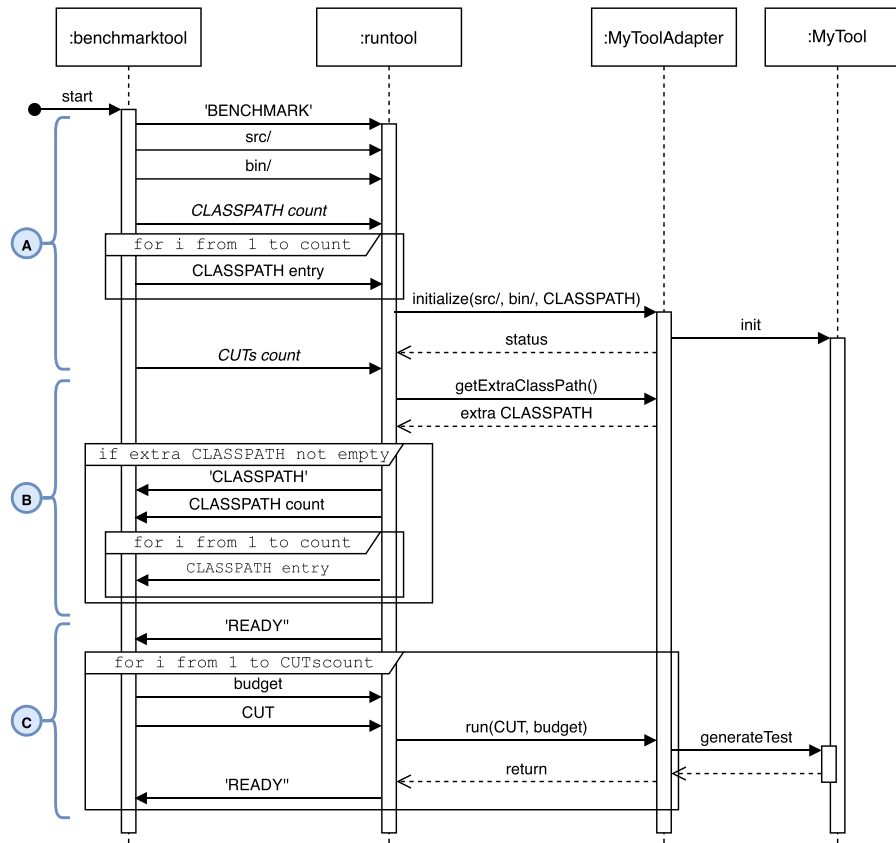 :benchmarktool
:runtool
:MyToolAdapter
:MyTool
start
'BENCHMARK'
src/
bin/
CLASSPATH count
A
for i from 1 to count
CLASSPATH entry
initialize(src/, bin/, CLASSPATH)
init
status
CUTs count
getExtraClassPath()
extra CLASSPATH
if extra CLASSPATH not empty
'CLASSPATH'
B
CLASSPATH count
for i from 1 to count
CLASSPATH entry
'READY"
for i from 1 to CUTscount
budget
C
CUT
run(CUT, budget)
generateTest
return
'READY"